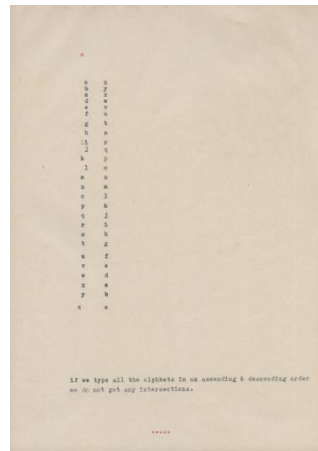 *
a z
b y
c x
d w
e v
f u
g t
h s
i r
j q
k p
l o
m n
n m
o l
p k
q j
r i
s h
t g
u f
v e
w d
x c
y b
z a
if we type all the alphabets in an ascending & descending order
we do not get any intersections.
*****